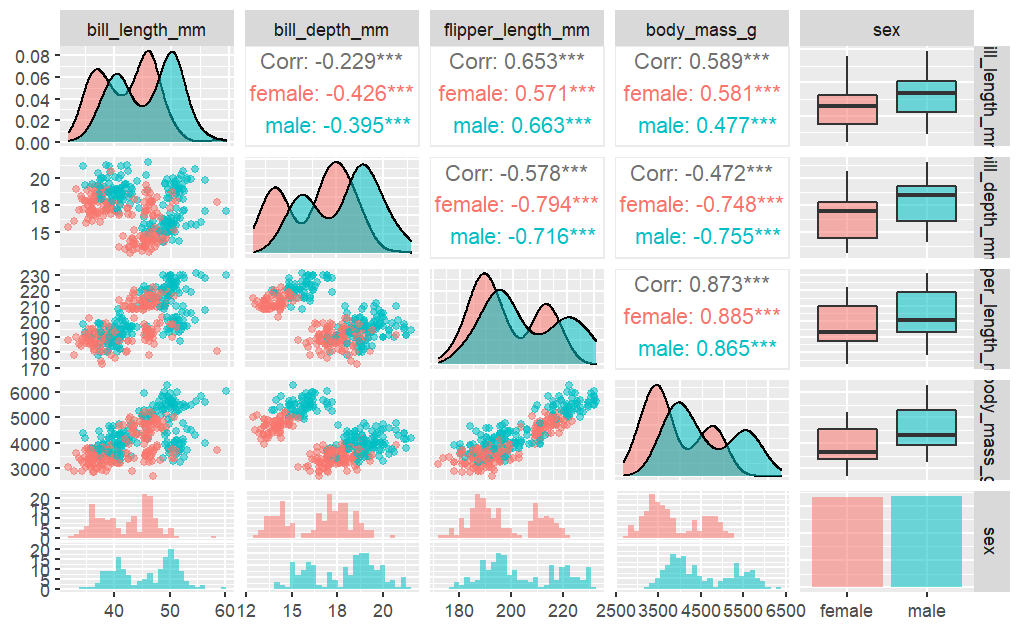 bill_length_mm bill_depth_mm flipper_length_mm body_mass_g sex
0.08
0.06
0.04
0.02
0.00
Corr: -0.229***
female: -0.426***
male: -0.395***
Corr: 0.653***
female: 0.571***
male: 0.663***
Corr: 0.589***
female: 0.581***
male: 0.477***
ill_length_m
20
18
15
Corr: -0.578***
female: -0.794***
male: -0.716***
Corr: -0.472***
female: -0.748***
male: -0.755***
bill_depth_mm
230
220
210
200
190
180
170
Corr: 0.873***
female: 0.885***
male: 0.865***
per_length_
6000
5000
4000
3000
body_mass_g
20
15
10
5
0
20
15
10
5
0
sex
40 50 60 12 15 18 20 180 200 220 2500 3500 4500 5500 6500 female male